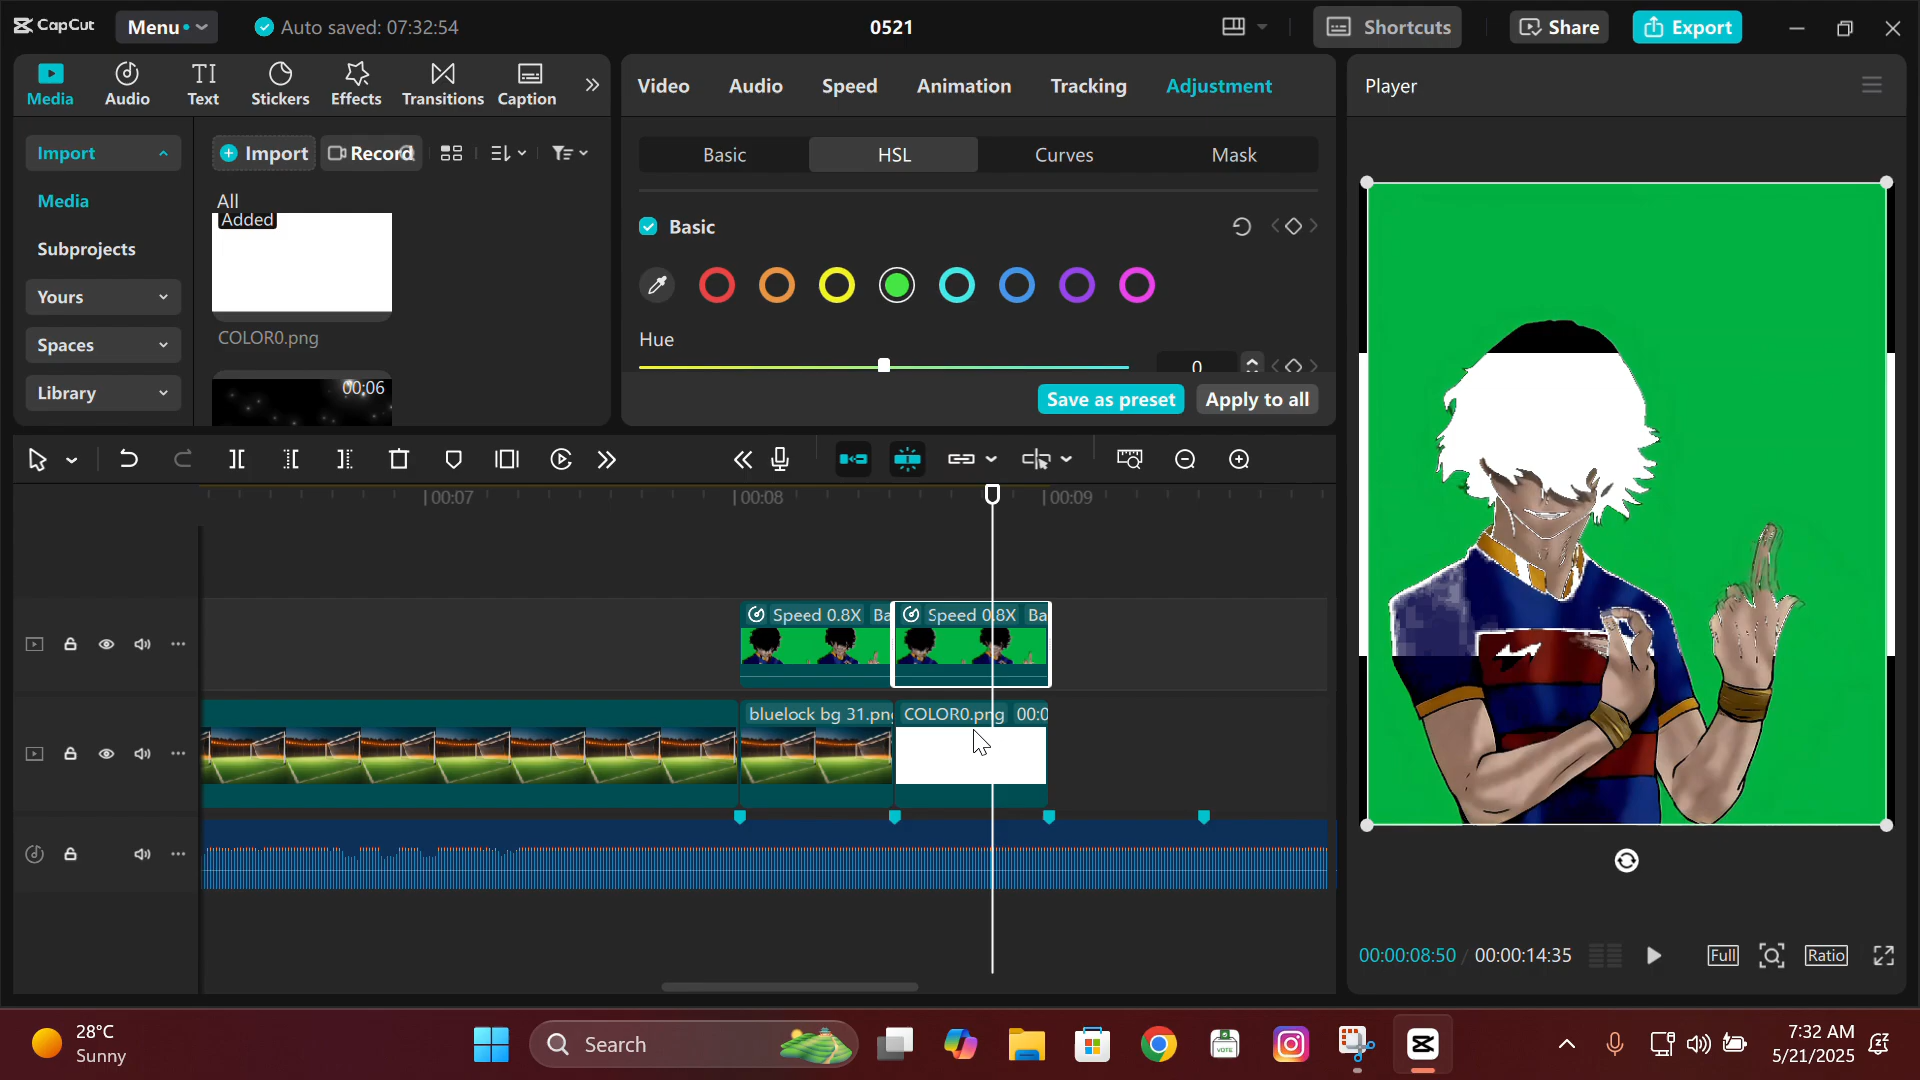 CapCut
Menu
Auto saved: 07:32:54
0521
Shortcuts
Share
Export
Media
Audio
Text
Stickers
Effects
Transitions
Caption
Import
Media
Subprojects
Yours
Spaces
Library
Import
Record
All
Added
COLOR0.png
00:06
Video
Audio
Speed
Animation
Tracking
Adjustment
Basic
HSL
Curves
Mask
Basic
Hue
0
Save as preset
Apply to all
Player
00:07
00:08
00:09
Speed 0.8X Ba
Speed 0.8X Ba
bluelock bg 31.png
COLOR0.png 00:0
00:00:08:50 / 00:00:14:35
Full
Ratio
28°C
Sunny
Search
VOTE
7:32 AM
5/21/2025